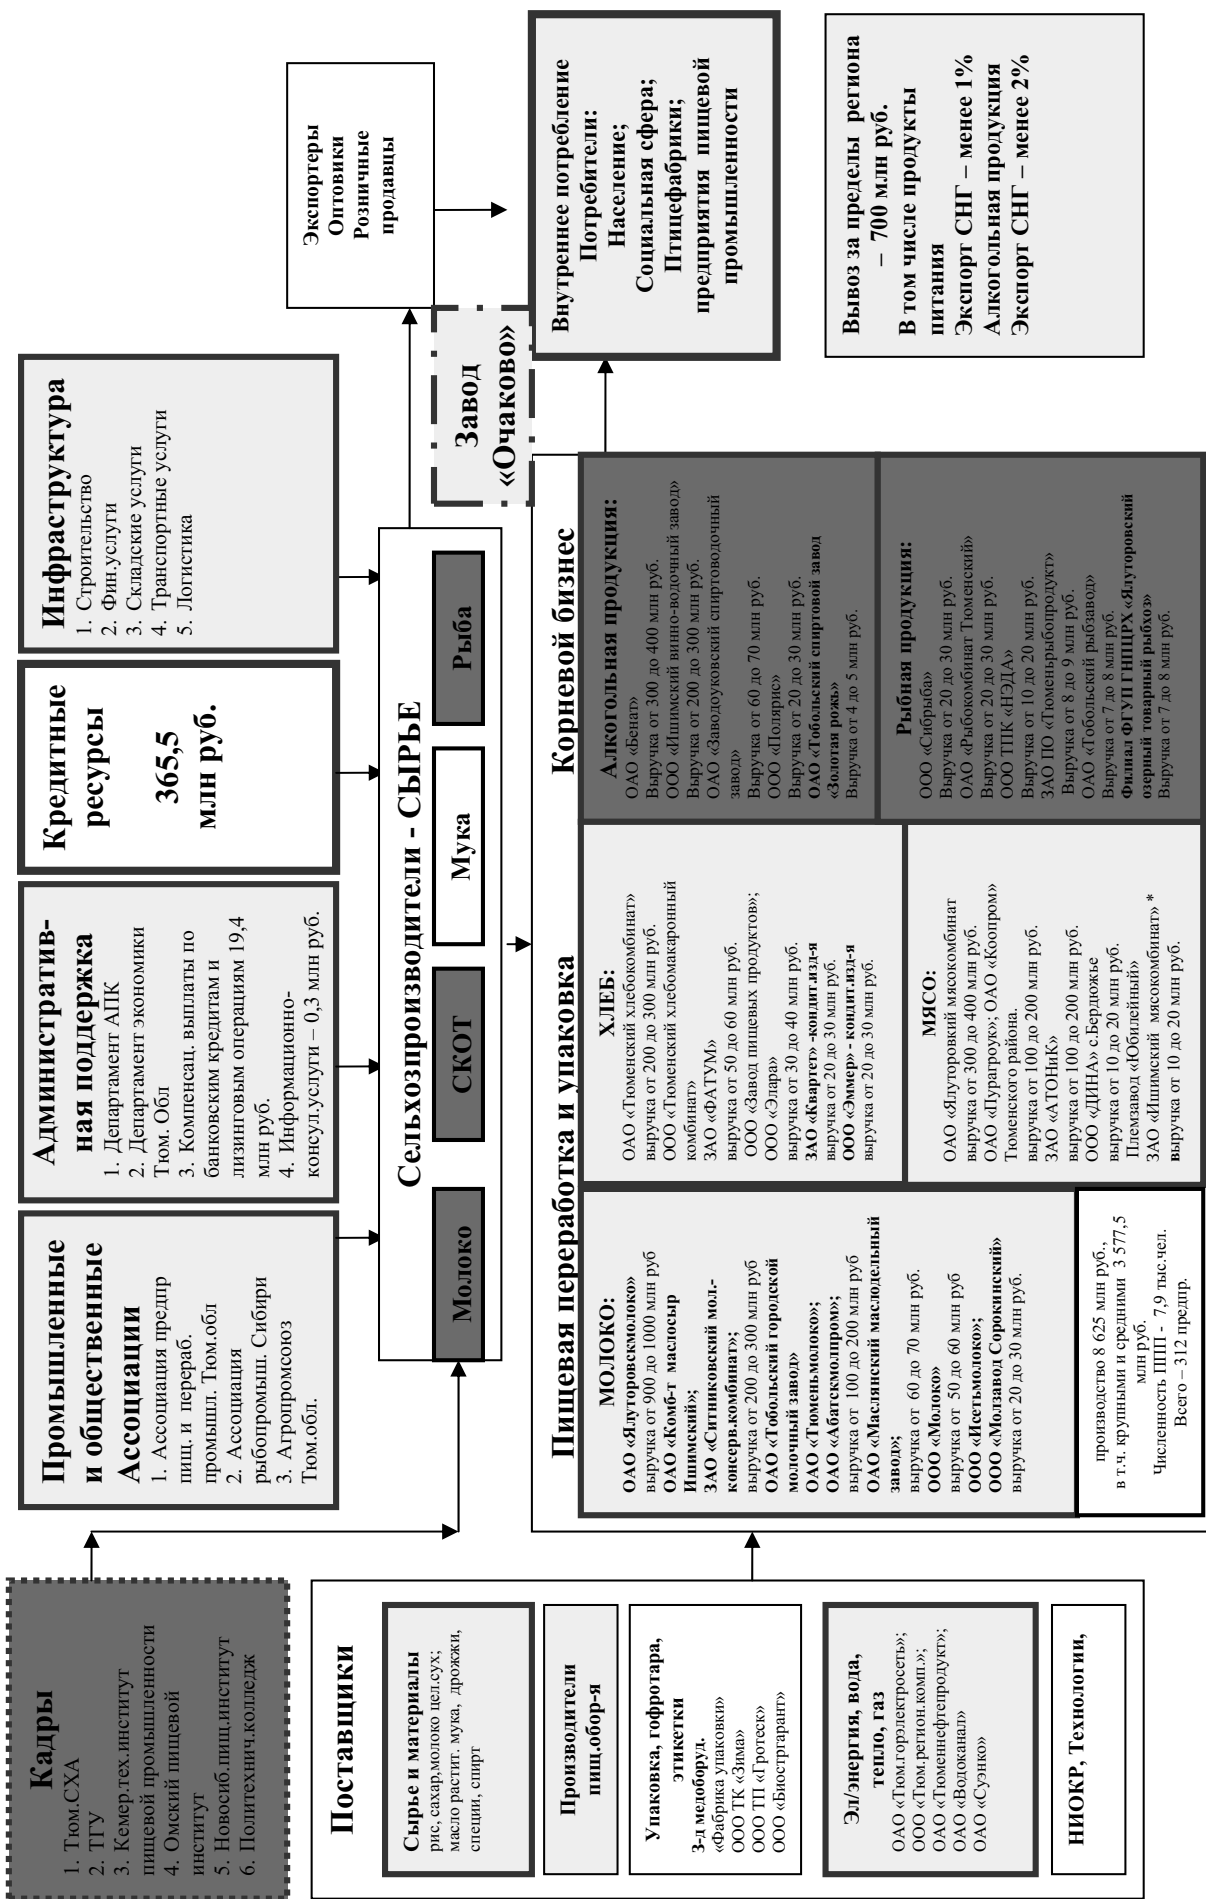 Кадры
1. Тюм.СХА
2. ТГУ
3. Кемер.тех.институт
пищевой промышленности
4. Омский пищевой
институт
5. Новосиб.пищ.институт
6. Политехнич.колледж
Промышленные
и общественные
Ассоциации
1. Ассоциация предпр
пищ. и перераб.
промышл. Тюм.обл
2. Ассоциация
рыбопромыш. Сибири
3. Агропромсоюз
Тюм.обл.
Административ-
ная поддержка
1. Департамент АПК
2. Департамент экономики
Тюм. Обл
3. Компенсац. выплаты по
банковским кредитам и
лизинговым операциям 19,4
млн руб.
4. Информационно-
консул.услуги – 0,3 млн руб.
Кредитные
ресурсы
365,5
млн руб.
Инфраструктура
1. Строительство
2. Фин.услуги
3. Складские услуги
4. Транспортные услуги
5. Логистика
Экспортеры
Оптовики
Розничные
продавцы
Сельхозпроизводители - СЫРЬЕ
Молоко
СКОТ
Мука
Рыба
Завод
«Очаково»
Поставщики
Сырье и материалы
рис, сахар,молоко цел.сух;
масло растит. мука, дрожжи,
специи, спирт
Производители
пищ.обор-я
Упаковка, гофротара,
этикетки
З-д медоборуд.
«Фабрика упаковки»
ООО ТК «Зима»
ООО ТП «Гротеск»
ООО «Биостргарант»
Эл/энергия, вода,
тепло, газ
ОАО «Тюм.горэлектросеть»;
ОАО «Тюм.регион.комп.»;
ОАО «Тюменнефтепродукт»;
ОАО «Водоканал»
ОАО «Суэнко»
НИОКР, Технологии,
Пищевая переработка и упаковка
Корневой бизнес
МОЛОКО:
ОАО «Ялуторовскмолоко»
выручка от 900 до 1000 млн руб
ОАО «Комб-т маслосыр
Ишимский»;
ЗАО «Ситниковский мол.-
консерв.комбинат»;
выручка от 200 до 300 млн руб
ОАО «Тобольский городской
молочный завод»
ОАО «Тюменьмолоко»;
ОАО «Абатскмолпром»;
выручка от 100 до 200 млн руб
ОАО «Маслянский маслодельный
завод»;
выручка от 60 до 70 млн руб.
ООО «Молоко»
выручка от 50 до 60 млн руб
ООО «Исетьмолоко»;
ООО «Молзавод Сорокинский»
выручка от 20 до 30 млн руб.
производство 8 625 млн руб.,
в т.ч. крупными и средними 3 577,5
млн руб.
Численность ППП - 7,9 тыс.чел.
Всего – 312 предпр.
ХЛЕБ:
ОАО «Тюменский хлебокомбинат»
выручка от 200 до 300 млн руб.
ООО «Тюменский хлебомакаронный
комбинат»
ЗАО «ФАТУМ»
выручка от 50 до 60 млн руб.
ООО «Завод пищевых продуктов»;
ООО «Элара»
выручка от 30 до 40 млн руб.
ЗАО «Квартет» -кондит.изд-я
выручка от 20 до 30 млн руб.
ООО «Эммер» - кондит.изд-я
выручка от 20 до 30 млн руб.
МЯСО:
ОАО «Ялуторовкий мясокомбинат
выручка от 300 до 400 млн руб.
ОАО «Пурагроук»; ОАО «Коопром»
Тюменского района.
выручка от 100 до 200 млн руб.
ЗАО «АТОНиК»
выручка от 100 до 200 млн руб.
ООО «ДИНА» с.Бердюжье
выручка от 10 до 20 млн руб.
Племзавод «Юбилейный»
ЗАО «Ишимский мясокомбинат» *
выручка от 10 до 20 млн руб.
Алкогольная продукция:
ОАО «Бенат»
Выручка от 300 до 400 млн руб.
ООО «Ишимский винно-водочный завод»
Выручка от 200 до 300 млн руб.
ОАО «Заводоуковский спиртоводочный
завод»
Выручка от 60 до 70 млн руб.
ООО «Полярис»
Выручка от 20 до 30 млн руб.
ОАО «Тобольский спиртовой завод
«Золотая рожь»
Выручка от 4 до 5 млн руб.
Рыбная продукция:
ООО «Сибрыба»
Выручка от 20 до 30 млн руб.
ОАО «Рыбокомбинат Тюменский»
Выручка от 20 до 30 млн руб.
ООО ТПК «НЭДА»
Выручка от 10 до 20 млн руб.
ЗАО ПО «Тюменьрыбопродукт»
Выручка от 8 до 9 млн руб.
ОАО «Тобольский рыбзавод»
Выручка от 7 до 8 млн руб.
Филиал ФГУП ГНПЦРХ «Ялуторовский
озерный товарный рыбхоз»
Выручка от 7 до 8 млн руб.
Внутреннее потребление
Потребители:
Население;
Социальная сфера;
Птицефабрики;
предприятия пищевой
промышленности
Вывоз за пределы региона
– 700 млн руб.
В том числе продукты
питания
Экспорт СНГ – менее 1%
Алкогольная продукция
Экспорт СНГ – менее 2%